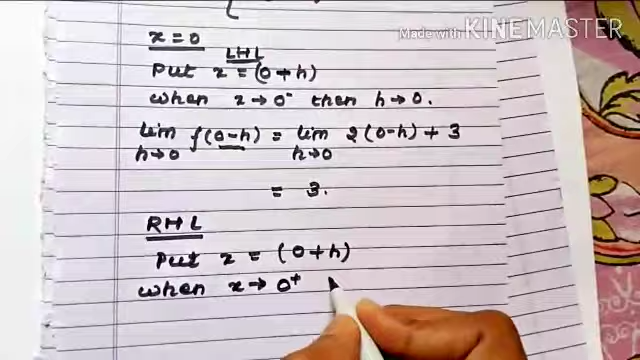 Made with KINEMASTER
x = 0
LHL
Put x = (0 + h)
when x → 0⁻ then h → 0.
lim f(0-h) = lim 2(0-h) + 3
h→0 h→0
= 3.
RHL
Put x = (0 + h)
when x → 0⁺